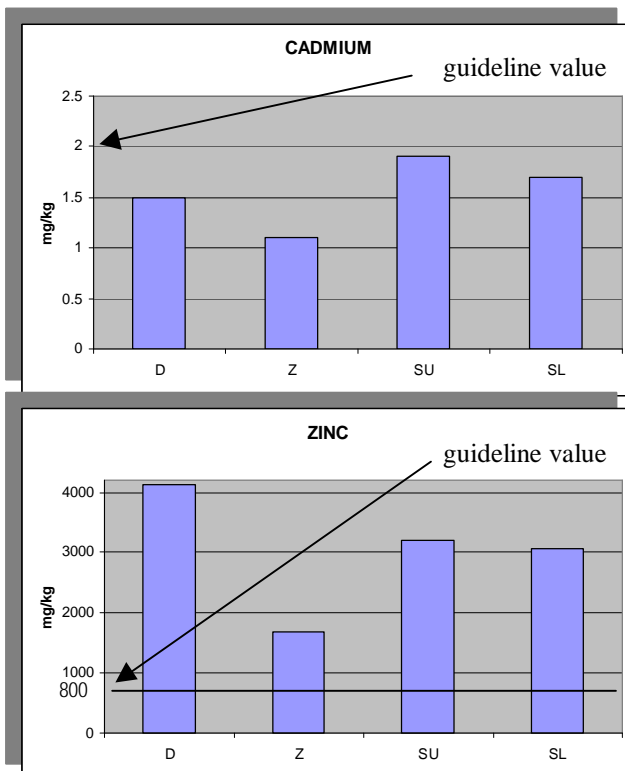 CADMIUM
guideline value
2.5
2
1.5
1
0.5
0
mg/kg
D Z SU SL
ZINC
guideline value
4000
3000
2000
1000
800
0
mg/kg
D Z SU SL